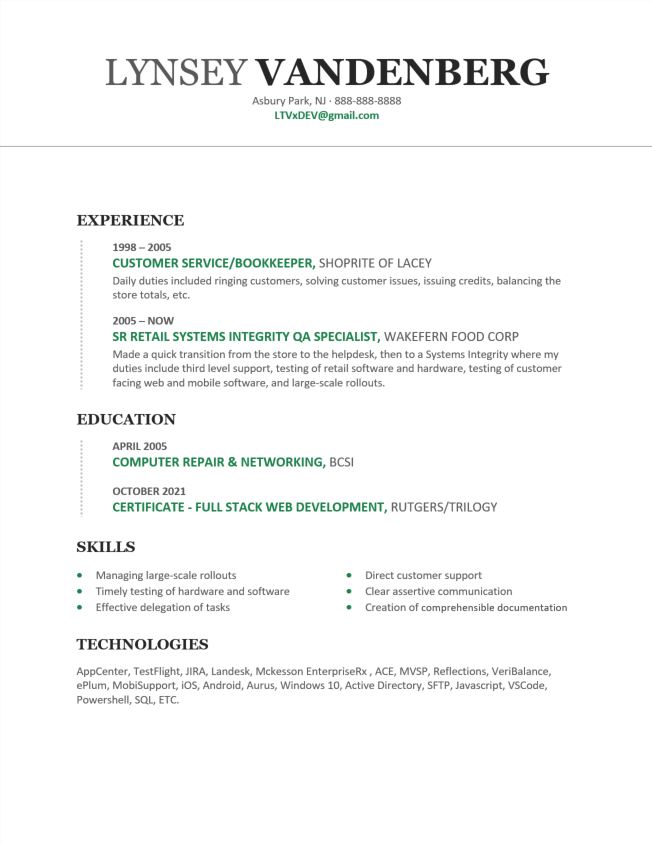 LYNSEY VANDENBERG
Asbury Park, NJ · 888-888-8888
LTVxDEV@gmail.com
EXPERIENCE
1998 – 2005
CUSTOMER SERVICE/BOOKKEEPER, SHOPRITE OF LACEY
Daily duties included ringing customers, solving customer issues, issuing credits, balancing the
store totals, etc.
2005 – NOW
SR RETAIL SYSTEMS INTEGRITY QA SPECIALIST, WAKEFERN FOOD CORP
Made a quick transition from the store to the helpdesk, then to a Systems Integrity where my
duties include third level support, testing of retail software and hardware, testing of customer
facing web and mobile software, and large-scale rollouts.
EDUCATION
APRIL 2005
COMPUTER REPAIR & NETWORKING, BCSI
OCTOBER 2021
CERTIFICATE - FULL STACK WEB DEVELOPMENT, RUTGERS/TRILOGY
SKILLS
• Managing large-scale rollouts
• Timely testing of hardware and software
• Effective delegation of tasks
• Direct customer support
• Clear assertive communication
• Creation of comprehensible documentation
TECHNOLOGIES
AppCenter, TestFlight, JIRA, Landesk, Mckesson EnterpriseRx , ACE, MVSP, Reflections, VeriBalance,
ePlum, MobiSupport, iOS, Android, Aurus, Windows 10, Active Directory, SFTP, Javascript, VSCode,
Powershell, SQL, ETC.